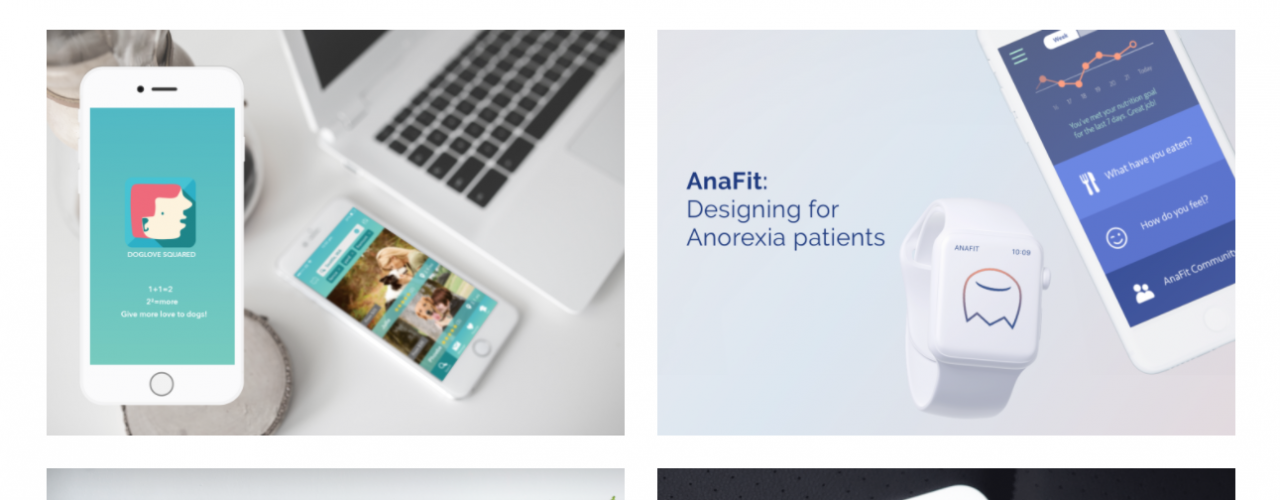 DOGLOVE SQUARED
1+1=2
2²=more
Give more love to dogs!
AnaFit:
Designing for
Anorexia patients
ANAFIT
10:09
Week
Today
You've met your nutrition goal
for the last 7 days. Great job!
What have you eaten?
How do you feel?
AnaFit Community